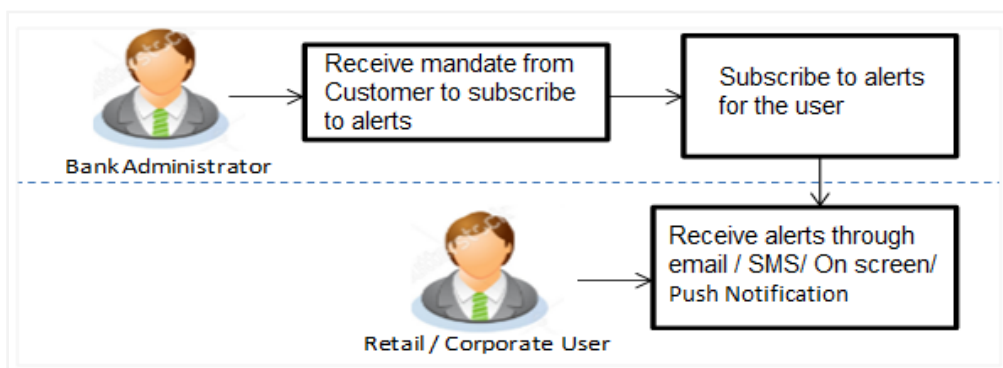 Receive mandate from
Customer to subscribe
to alerts
Subscribe to alerts
for the user
Bank Administrator
Receive alerts through
email / SMS/ On screen/
Push Notification
Retail / Corporate User